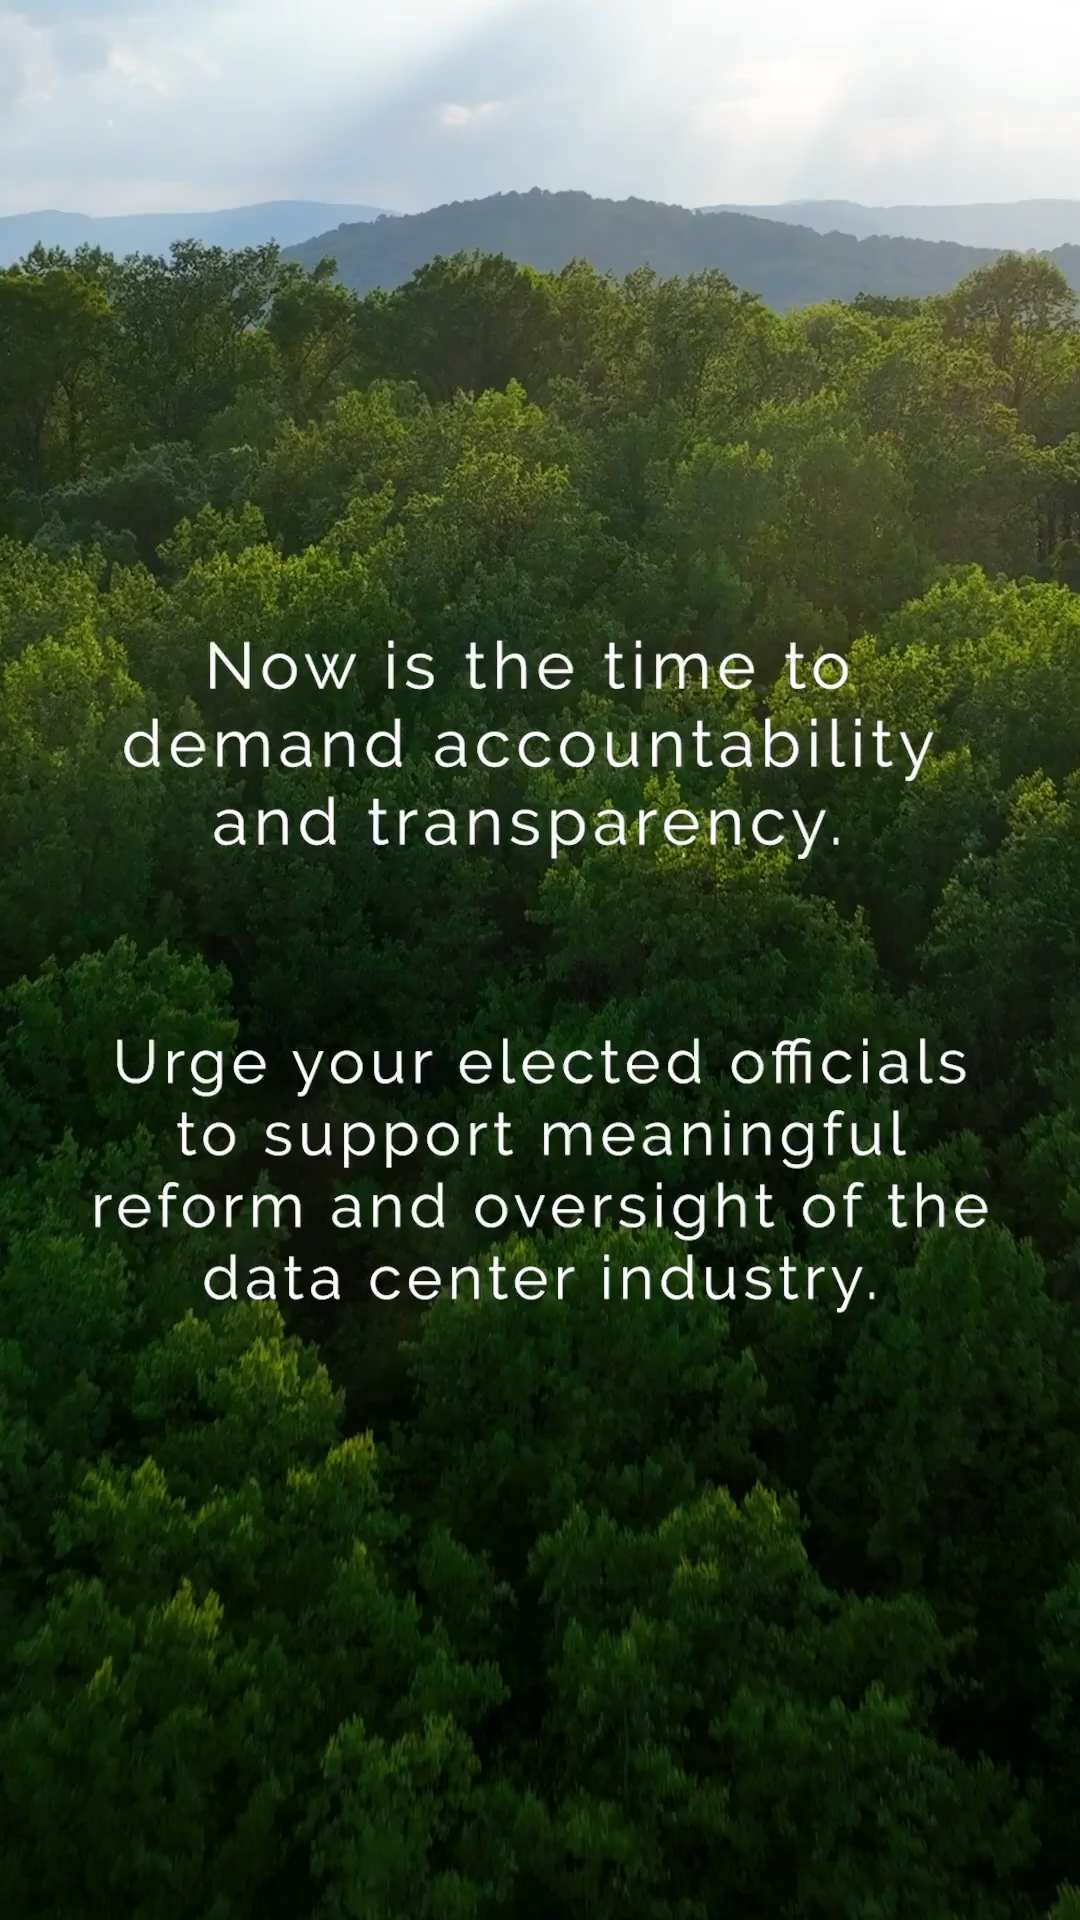 Now is the time to
demand accountability
and transparency.
Urge your elected officials
to support meaningful
reform and oversight of the
data center industry.